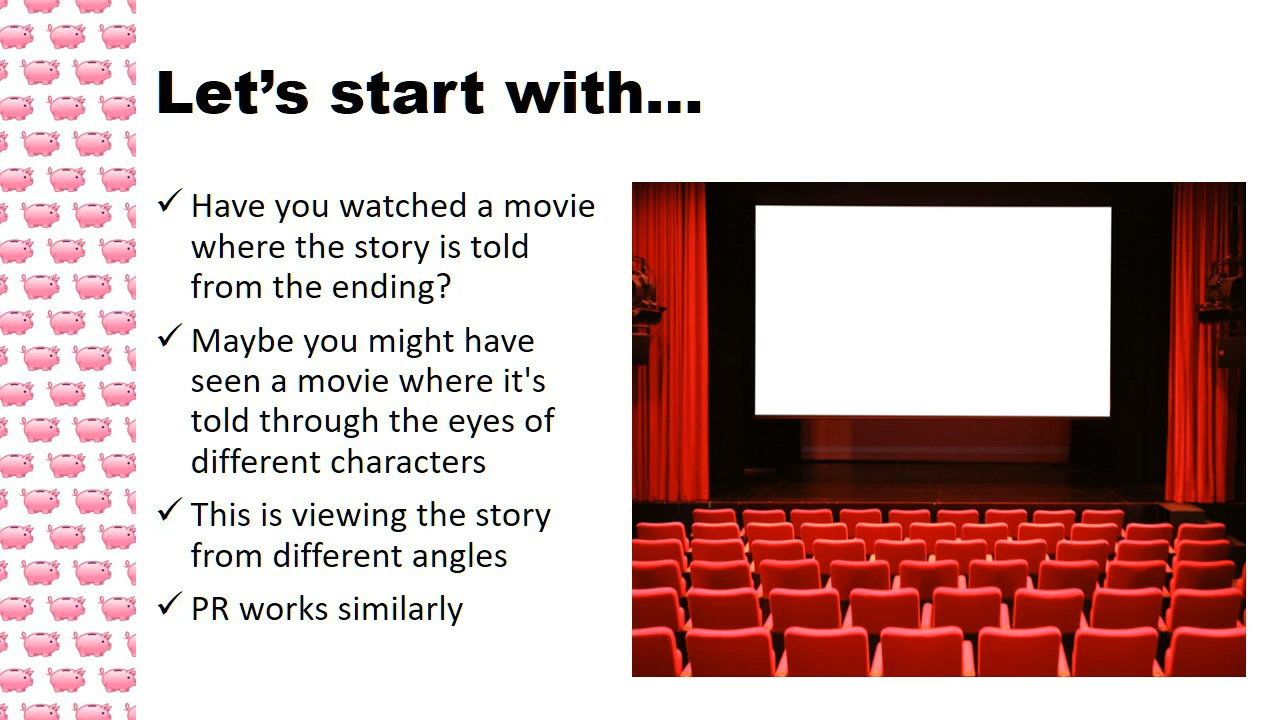 Let’s start with...
✓ Have you watched a movie
where the story is told
from the ending?
✓ Maybe you might have
seen a movie where it's
told through the eyes of
different characters
✓ This is viewing the story
from different angles
✓ PR works similarly